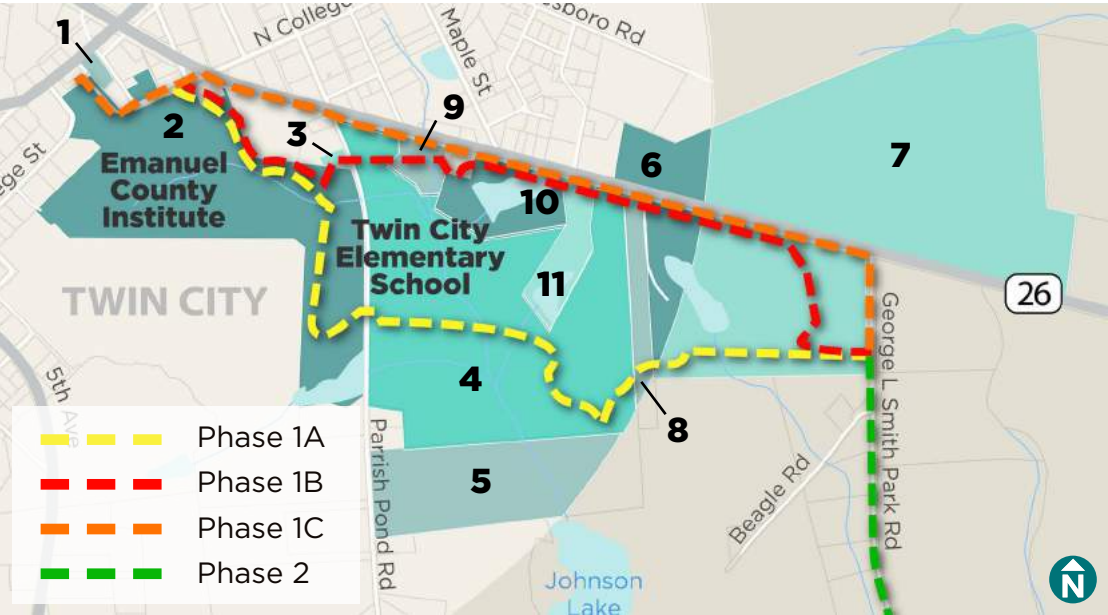 1
N College
sboro Rd
Maple St
9
2
3
6
7
Emanuel
County
Institute
ege St
10
Twin City
Elementary
School
11
TWIN CITY
26
George L Smith Park Rd
4
8
5th Ave
Parrish Pond Rd
5
Beagle Rd
Phase 1A
Phase 1B
Phase 1C
Phase 2
Johnson
Lake
N